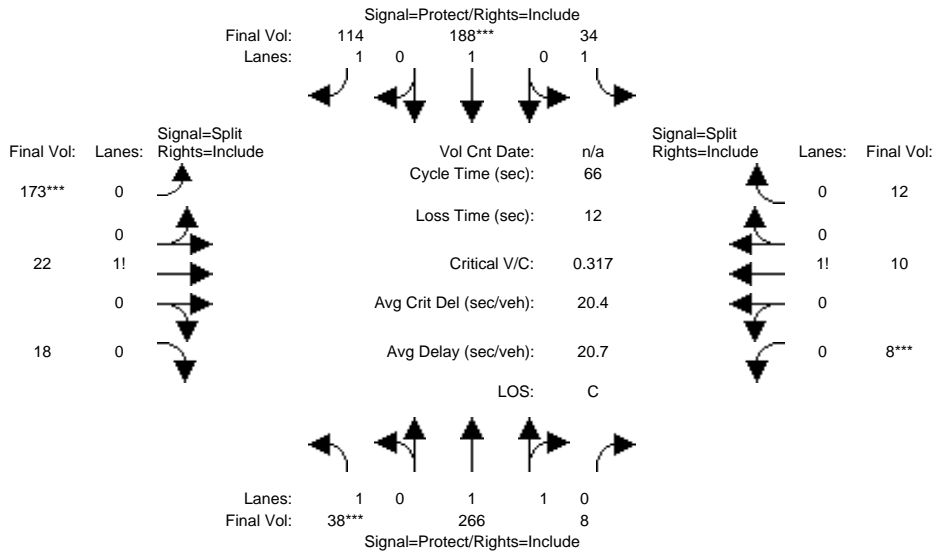 Signal=Protect/Rights=Include
Final Vol: 114 188*** 34
Lanes: 1 0 1 0 1
Signal=Split
Final Vol: Lanes: Rights=Include
Vol Cnt Date: n/a
Signal=Split
Rights=Include Lanes: Final Vol:
Cycle Time (sec): 66
173*** 0
0 12
Loss Time (sec): 12
0
0
22 1!
Critical V/C: 0.317
1! 10
0
Avg Crit Del (sec/veh): 20.4
0
18 0
Avg Delay (sec/veh): 20.7
0 8***
LOS: C
Lanes: 1 0 1 1 0
Final Vol: 38*** 266 8
Signal=Protect/Rights=Include